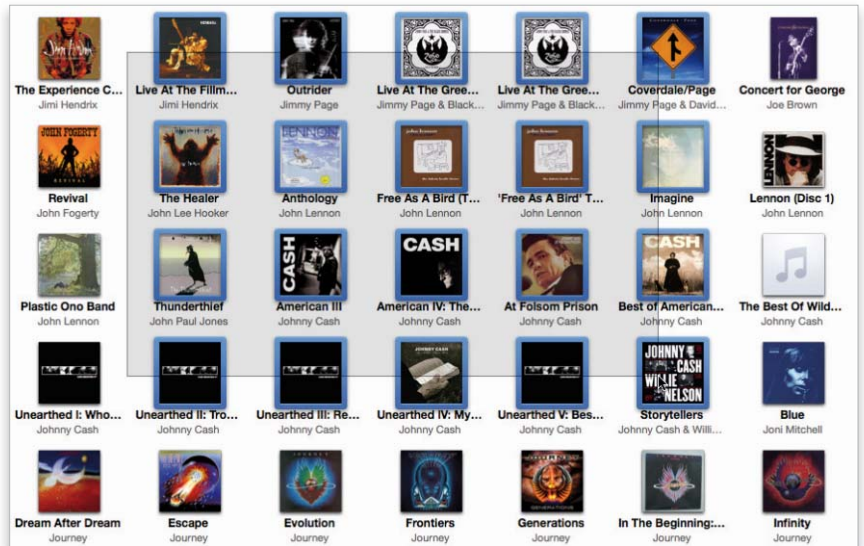 The Experience C... Live At The Fillm... Outrider Live At The Gree... Live At The Gree... Coverdale/Page Concert for George
Jimi Hendrix Jimi Hendrix Jimmy Page Jimmy Page & Black... Jimmy Page & Black... Jimmy Page & David... Joe Brown
JOHN FOGERTY
REVIVAL
LENNON
john lennon
john lennon
LENNON
Revival The Healer Anthology Free As A Bird (T... 'Free As A Bird' T... Imagine Lennon (Disc 1)
John Fogerty John Lee Hooker John Lennon John Lennon John Lennon John Lennon John Lennon
CASH
CASH
CASH
Plastic Ono Band Thunderthief American III American IV: The... At Folsom Prison Best of American... The Best Of Wild...
John Lennon John Paul Jones Johnny Cash Johnny Cash Johnny Cash Johnny Cash Johnny Cash
JOHNNY CASH
JOHNNY
CASH
WILLIE
NELSON
Unearthed I: Who... Unearthed II: Tro... Unearthed III: Re... Unearthed IV: My... Unearthed V: Bes... Storytellers Blue
Johnny Cash Johnny Cash Johnny Cash Johnny Cash Johnny Cash Johnny Cash & Willi... Joni Mitchell
JOURNEY
GENERATIONS
Dream After Dream Escape Evolution Frontiers Generations In The Beginning:... Infinity
Journey Journey Journey Journey Journey Journey Journey